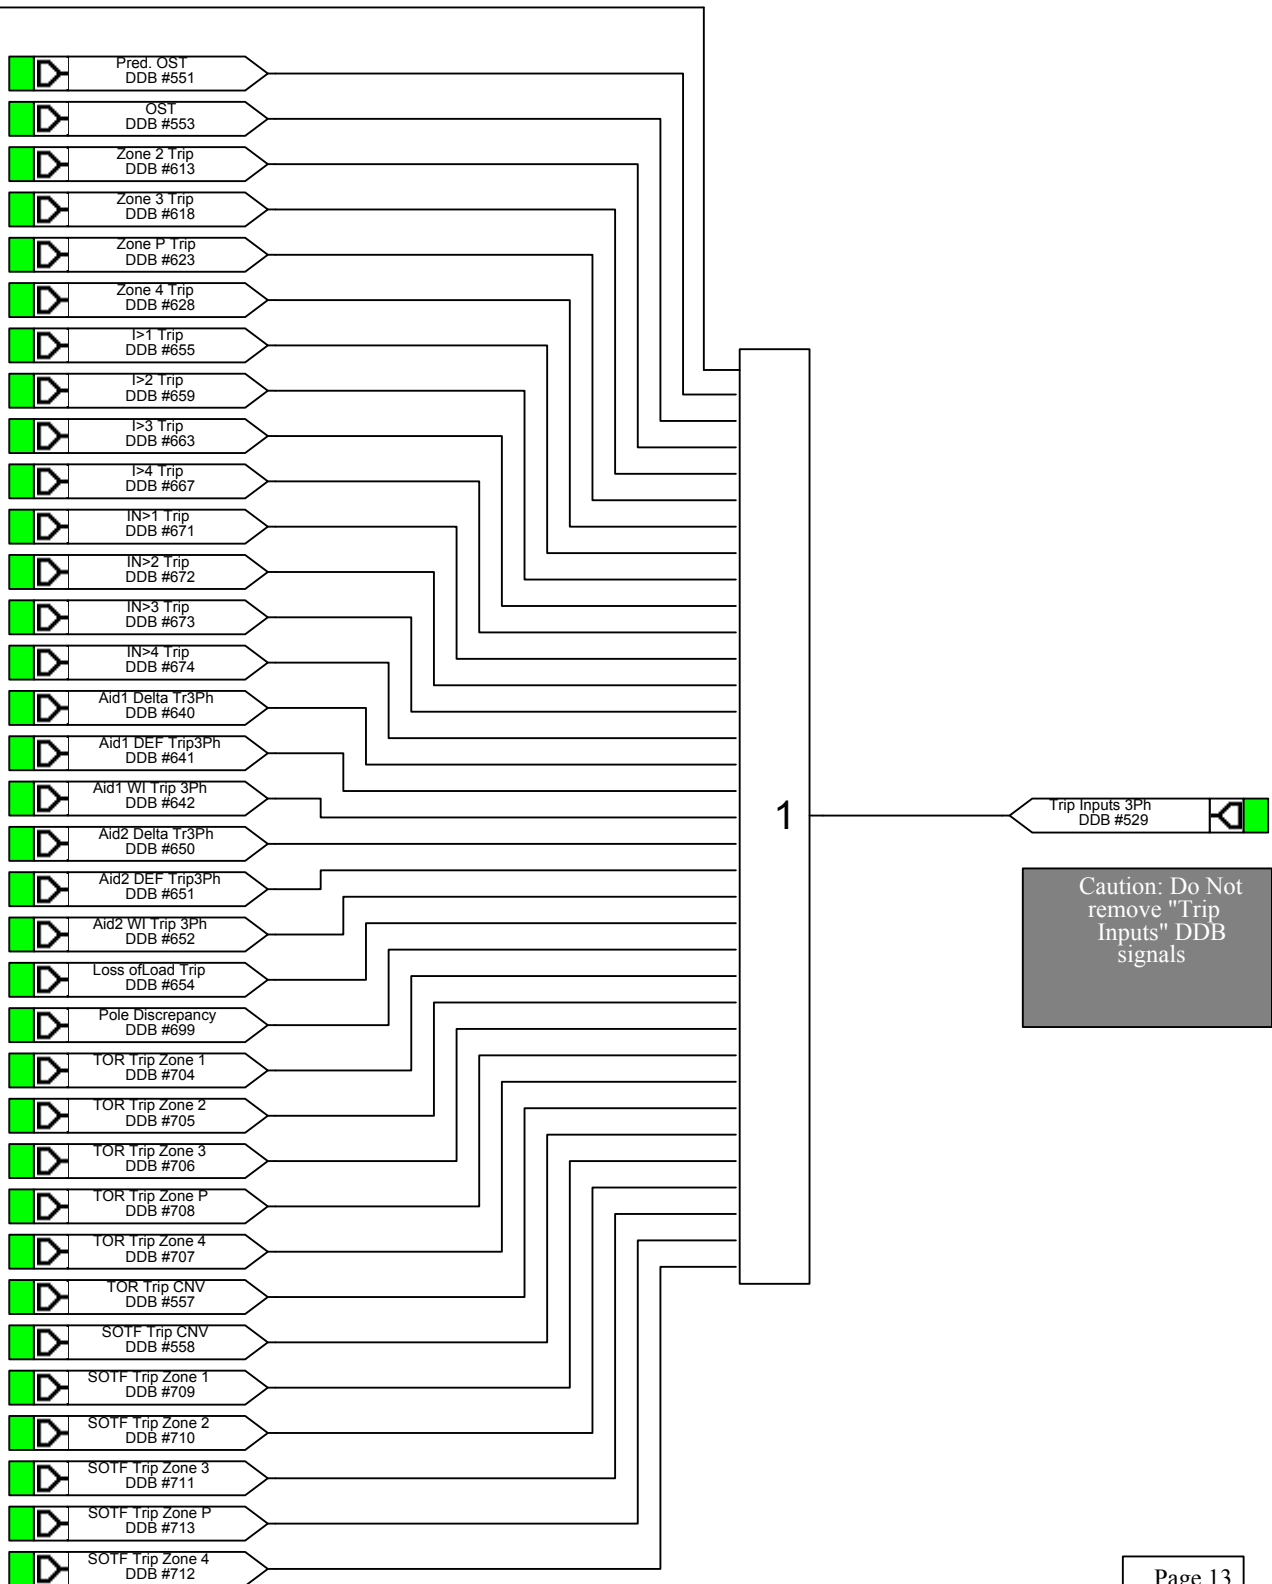 Pred. OST
DDB #551
OST
DDB #553
Zone 2 Trip
DDB #613
Zone 3 Trip
DDB #618
Zone P Trip
DDB #623
Zone 4 Trip
DDB #628
I>1 Trip
DDB #655
I>2 Trip
DDB #659
I>3 Trip
DDB #663
I>4 Trip
DDB #667
IN>1 Trip
DDB #671
IN>2 Trip
DDB #672
IN>3 Trip
DDB #673
IN>4 Trip
DDB #674
Aid1 Delta Tr3Ph
DDB #640
Aid1 DEF Trip3Ph
DDB #641
Aid1 WI Trip 3Ph
DDB #642
Aid2 Delta Tr3Ph
DDB #650
Aid2 DEF Trip3Ph
DDB #651
Aid2 WI Trip 3Ph
DDB #652
Loss ofLoad Trip
DDB #654
Pole Discrepancy
DDB #699
TOR Trip Zone 1
DDB #704
TOR Trip Zone 2
DDB #705
TOR Trip Zone 3
DDB #706
TOR Trip Zone P
DDB #708
TOR Trip Zone 4
DDB #707
TOR Trip CNV
DDB #557
SOTF Trip CNV
DDB #558
SOTF Trip Zone 1
DDB #709
SOTF Trip Zone 2
DDB #710
SOTF Trip Zone 3
DDB #711
SOTF Trip Zone P
DDB #713
SOTF Trip Zone 4
DDB #712
1
Trip Inputs 3Ph
DDB #529
Caution: Do Not
remove "Trip
Inputs" DDB
signals
Page 13